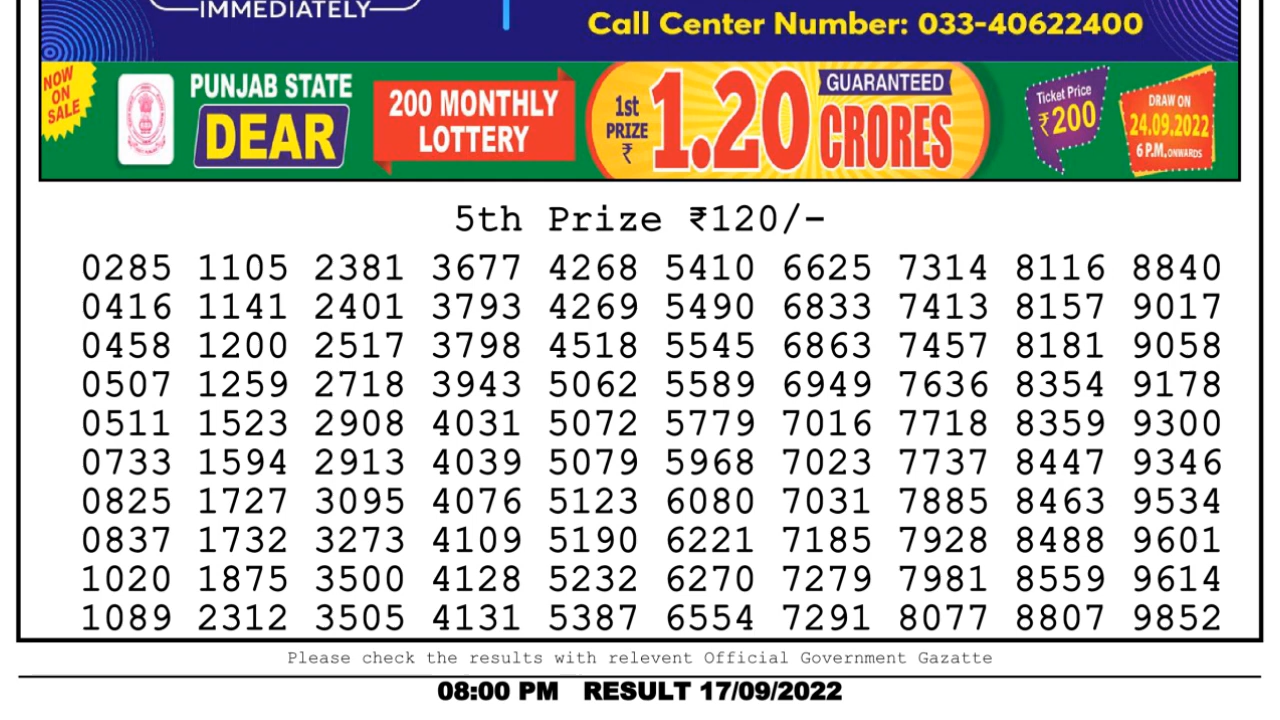 IMMEDIATELY
Call Center Number: 033-40622400
NOW ON SALE
PUNJAB STATE
DEAR
200 MONTHLY
LOTTERY
1st
PRIZE
₹
1.20
GUARANTEED
CRORES
Ticket Price
₹200
DRAW ON
24.09.2022
6 P.M. ONWARDS
5th Prize ₹120/-
0285 1105 2381 3677 4268 5410 6625 7314 8116 8840
0416 1141 2401 3793 4269 5490 6833 7413 8157 9017
0458 1200 2517 3798 4518 5545 6863 7457 8181 9058
0507 1259 2718 3943 5062 5589 6949 7636 8354 9178
0511 1523 2908 4031 5072 5779 7016 7718 8359 9300
0733 1594 2913 4039 5079 5968 7023 7737 8447 9346
0825 1727 3095 4076 5123 6080 7031 7885 8463 9534
0837 1732 3273 4109 5190 6221 7185 7928 8488 9601
1020 1875 3500 4128 5232 6270 7279 7981 8559 9614
1089 2312 3505 4131 5387 6554 7291 8077 8807 9852
Please check the results with relevent Official Government Gazatte
08:00 PM RESULT 17/09/2022